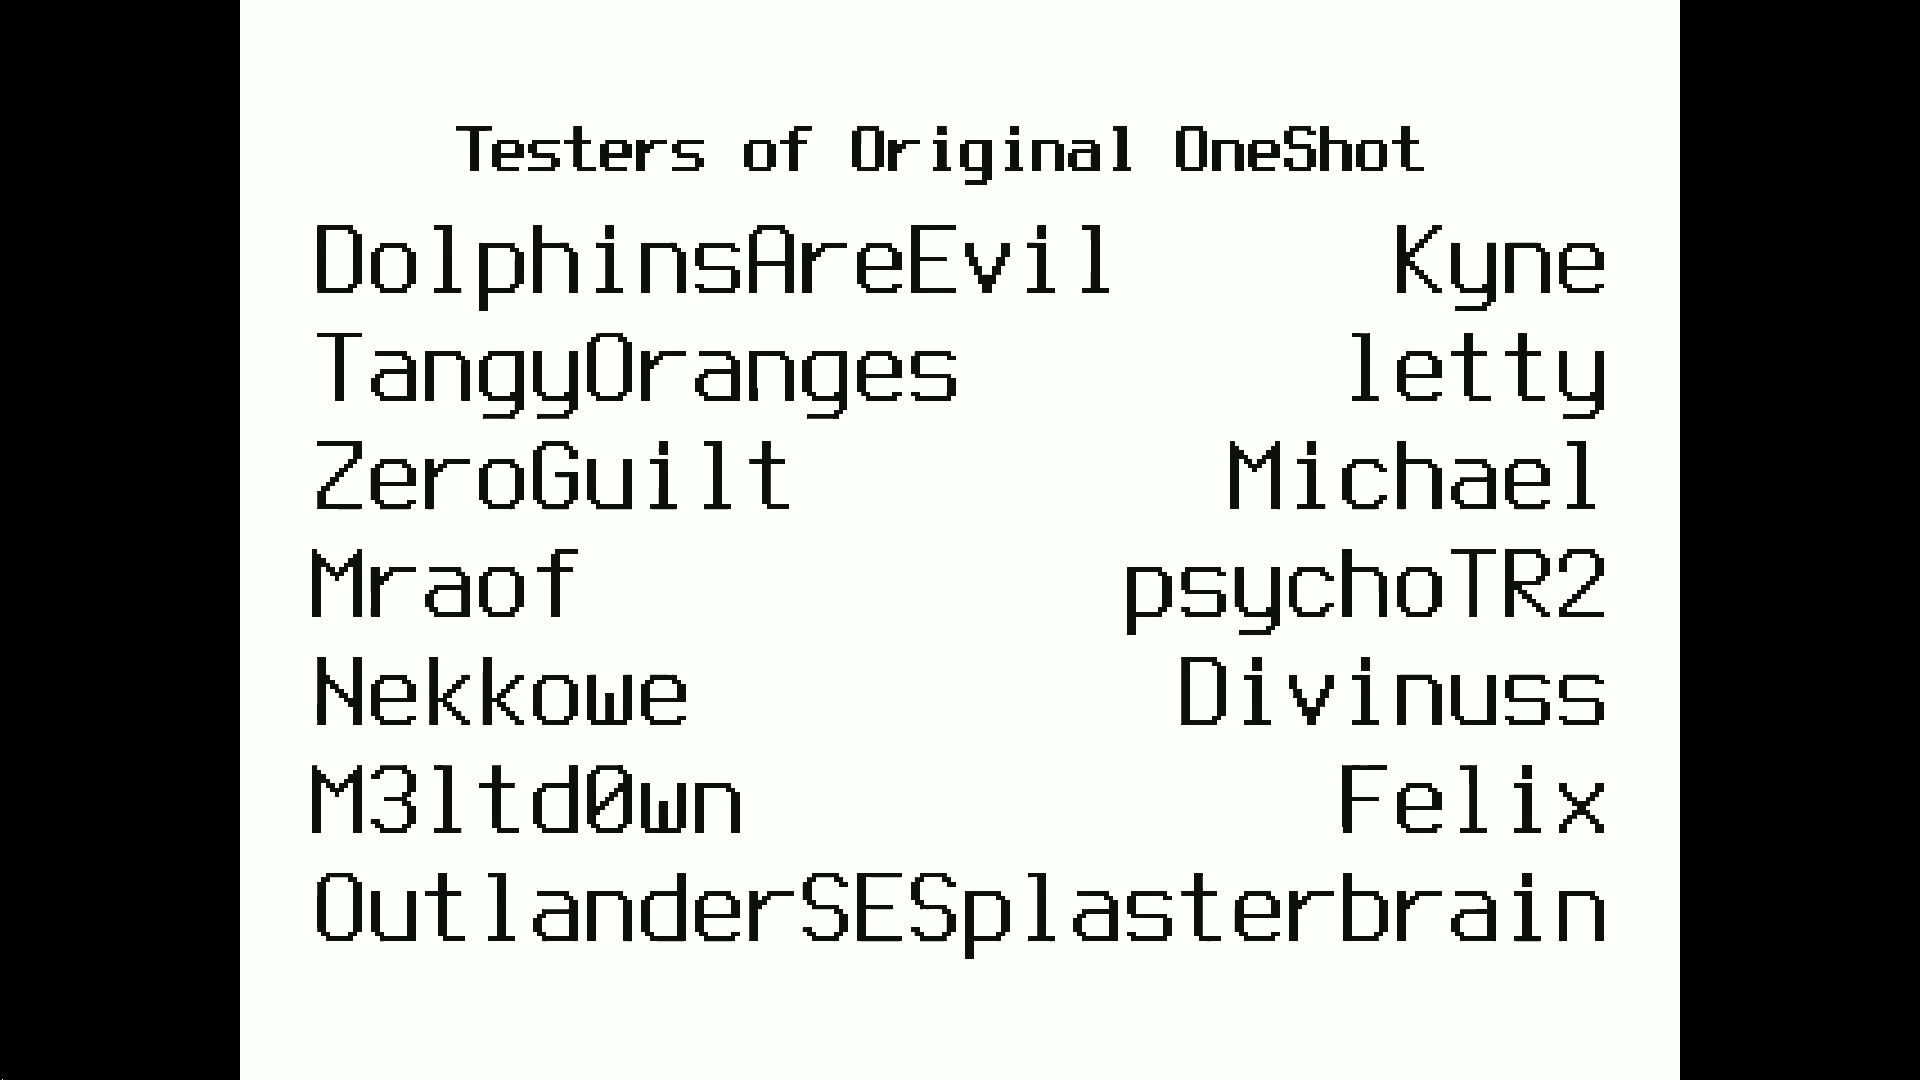 Testers of Original OneShot
DolphinsAreEvil Kyne
TangyOranges letty
ZeroGuilt Michael
Mraof psychoTR2
Nekkowe Divinuss
M3ltd0wn Felix
OutlanderSESplasterbrain